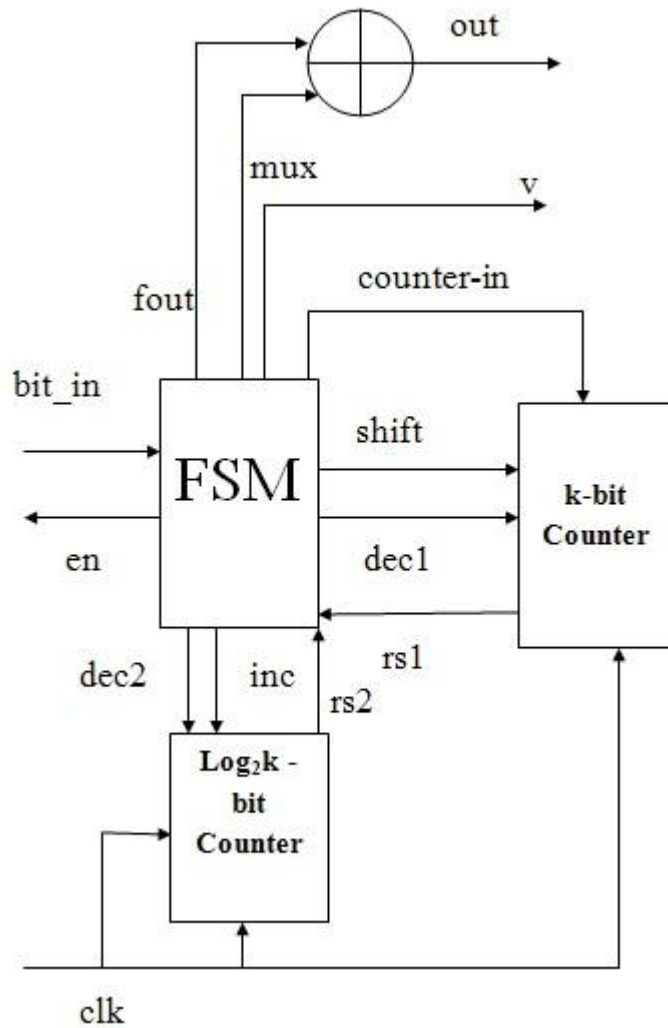 out
mux
v
fout
counter-in
bit_in
FSM
shift
k-bit
Counter
en
dec1
dec2
inc
rs2
rs1
Log₂k -
bit
Counter
clk